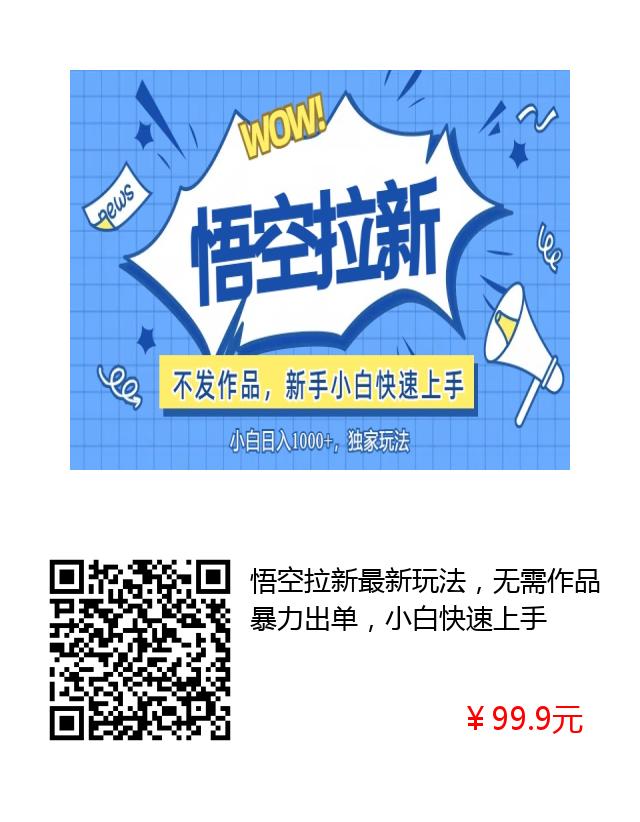 WOW!
news
悟空拉新
不发作品，新手小白快速上手
小白日入1000+，独家玩法
悟空拉新最新玩法，无需作品
暴力出单，小白快速上手
¥99.9元